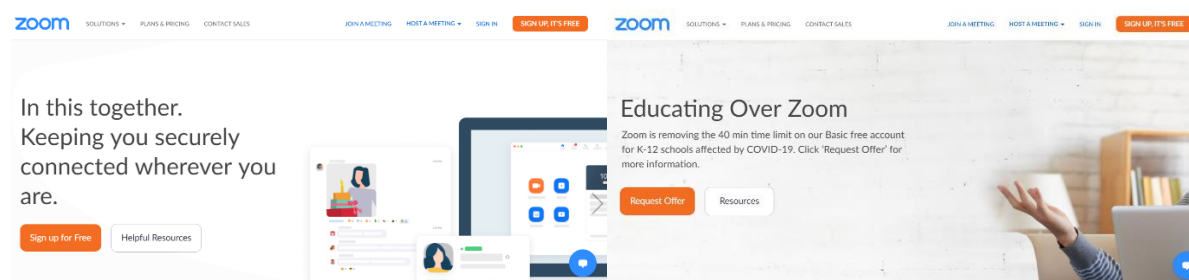 zoom SOLUTIONS PLANS & PRICING CONTACT SALES JOIN A MEETING HOST A MEETING SIGN IN SIGN UP, IT'S FREE
In this together.
Keeping you securely
connected wherever you
are.
Sign up for Free Helpful Resources
zoom SOLUTIONS PLANS & PRICING CONTACT SALES JOIN A MEETING HOST A MEETING SIGN IN SIGN UP, IT'S FREE
Educating Over Zoom
Zoom is removing the 40 min time limit on our Basic free account
for K-12 schools affected by COVID-19. Click 'Request Offer' for
more information.
Request Offer Resources